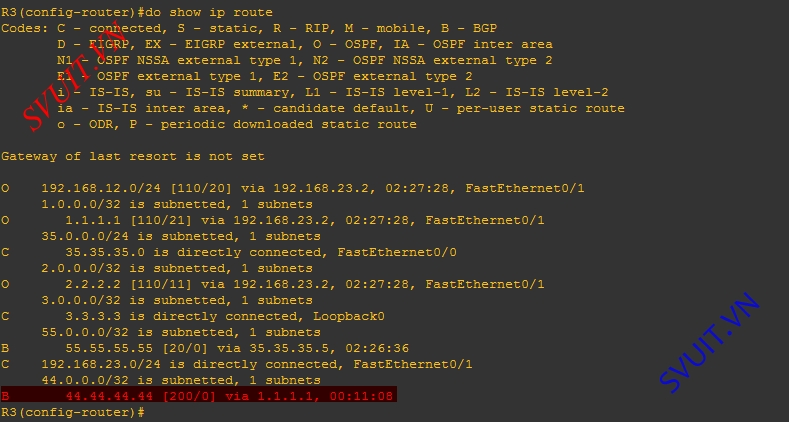 R3(config-router)#do show ip route
Codes: C - connected, S - static, R - RIP, M - mobile, B - BGP
D - EIGRP, EX - EIGRP external, O - OSPF, IA - OSPF inter area
N1 - OSPF NSSA external type 1, N2 - OSPF NSSA external type 2
E1 - OSPF external type 1, E2 - OSPF external type 2
i - IS-IS, su - IS-IS summary, L1 - IS-IS level-1, L2 - IS-IS level-2
ia - IS-IS inter area, * - candidate default, U - per-user static route
o - ODR, P - periodic downloaded static route
SVUIT.VN
Gateway of last resort is not set
O 192.168.12.0/24 [110/20] via 192.168.23.2, 02:27:28, FastEthernet0/1
1.0.0.0/32 is subnetted, 1 subnets
O 1.1.1.1 [110/21] via 192.168.23.2, 02:27:28, FastEthernet0/1
35.0.0.0/24 is subnetted, 1 subnets
C 35.35.35.0 is directly connected, FastEthernet0/0
2.0.0.0/32 is subnetted, 1 subnets
O 2.2.2.2 [110/11] via 192.168.23.2, 02:27:28, FastEthernet0/1
3.0.0.0/32 is subnetted, 1 subnets
C 3.3.3.3 is directly connected, Loopback0
55.0.0.0/32 is subnetted, 1 subnets
B 55.55.55.55 [20/0] via 35.35.35.5, 02:26:36
C 192.168.23.0/24 is directly connected, FastEthernet0/1
44.0.0.0/32 is subnetted, 1 subnets
B 44.44.44.44 [200/0] via 1.1.1.1, 00:11:08
R3(config-router)#
SVUIT.VN